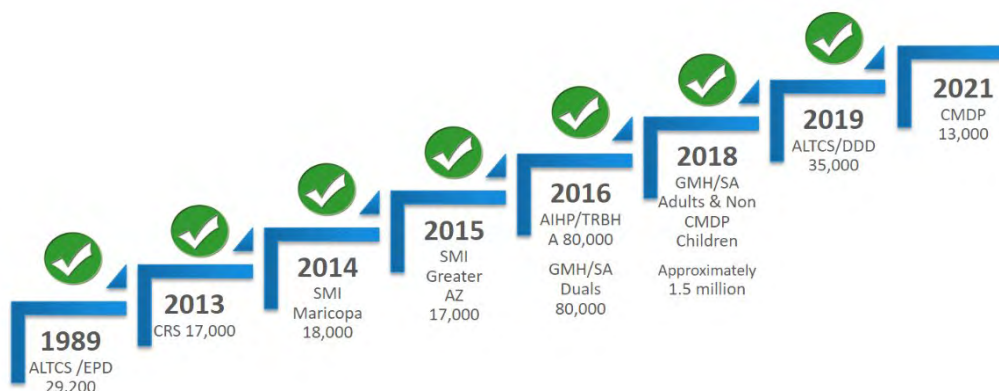 1989
ALTCS /EPD
29,200
2013
CRS 17,000
2014
SMI
Maricopa
18,000
2015
SMI
Greater
AZ
17,000
2016
AIHP/TRBH
A 80,000
GMH/SA
Duals
80,000
2018
GMH/SA
Adults & Non
CMDP
Children
Approximately
1.5 million
2019
ALTCS/DDD
35,000
2021
CMDP
13,000